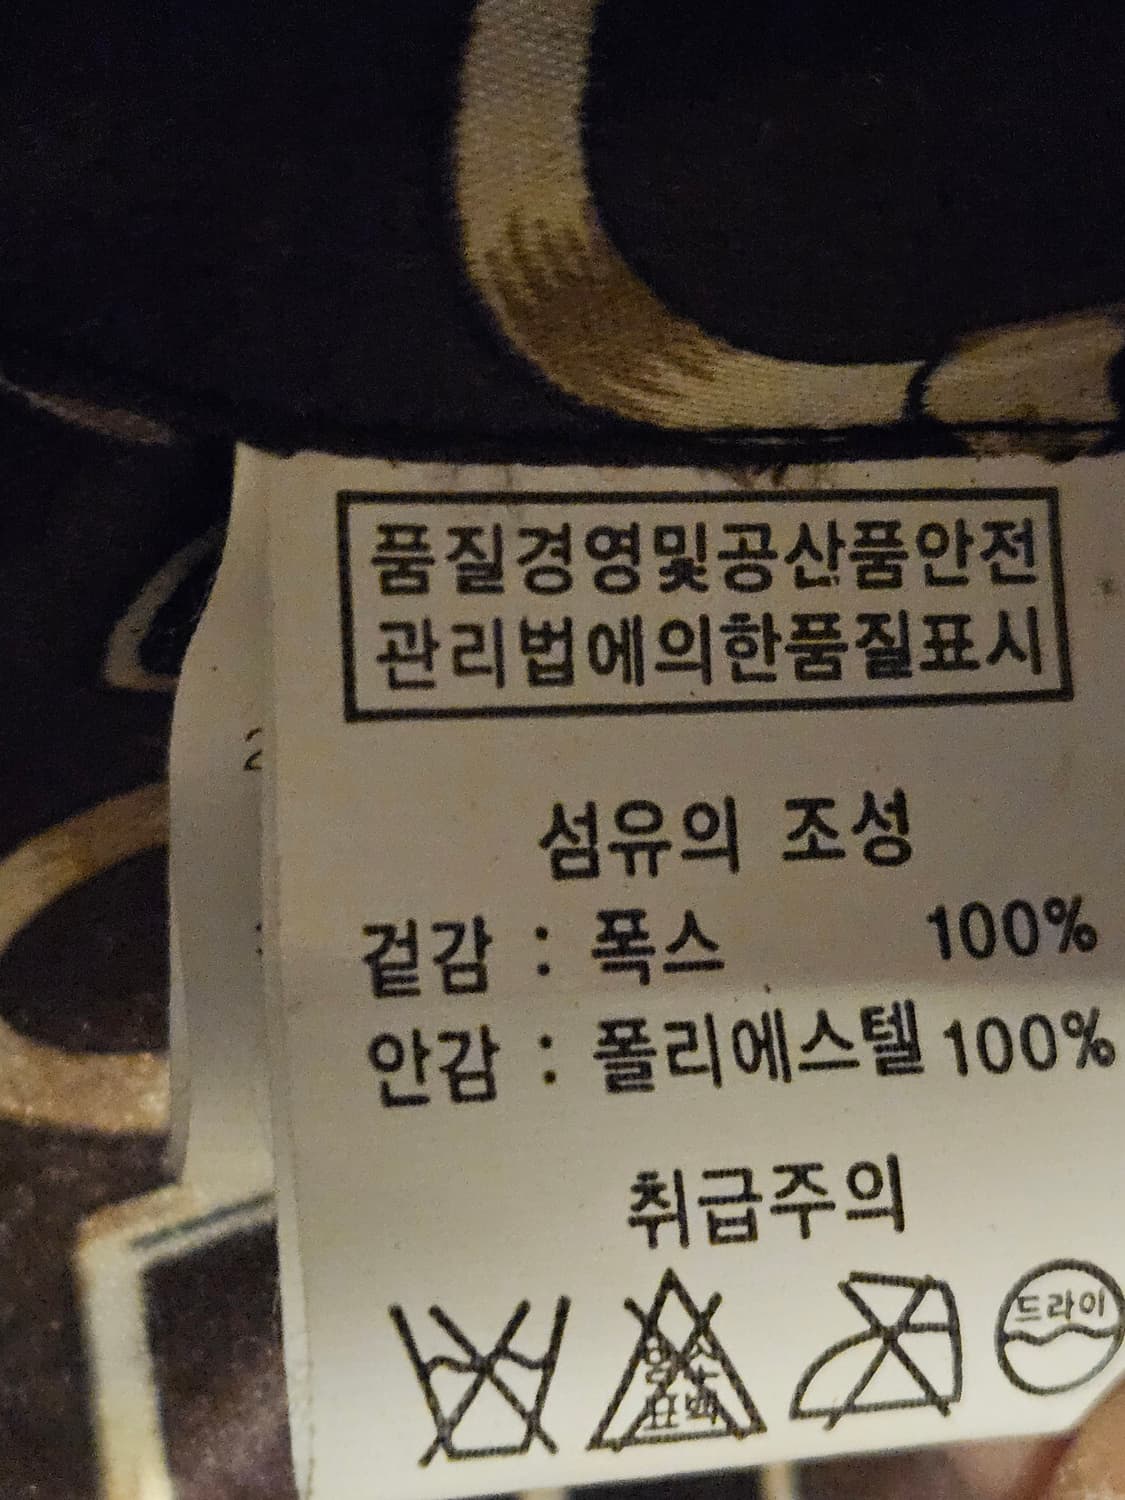 품질경영및공산품안전
관리법에의한품질표시
2
섬유의 조성
겉감 : 폭스 100%
안감 : 폴리에스텔 100%
취급주의
드라이